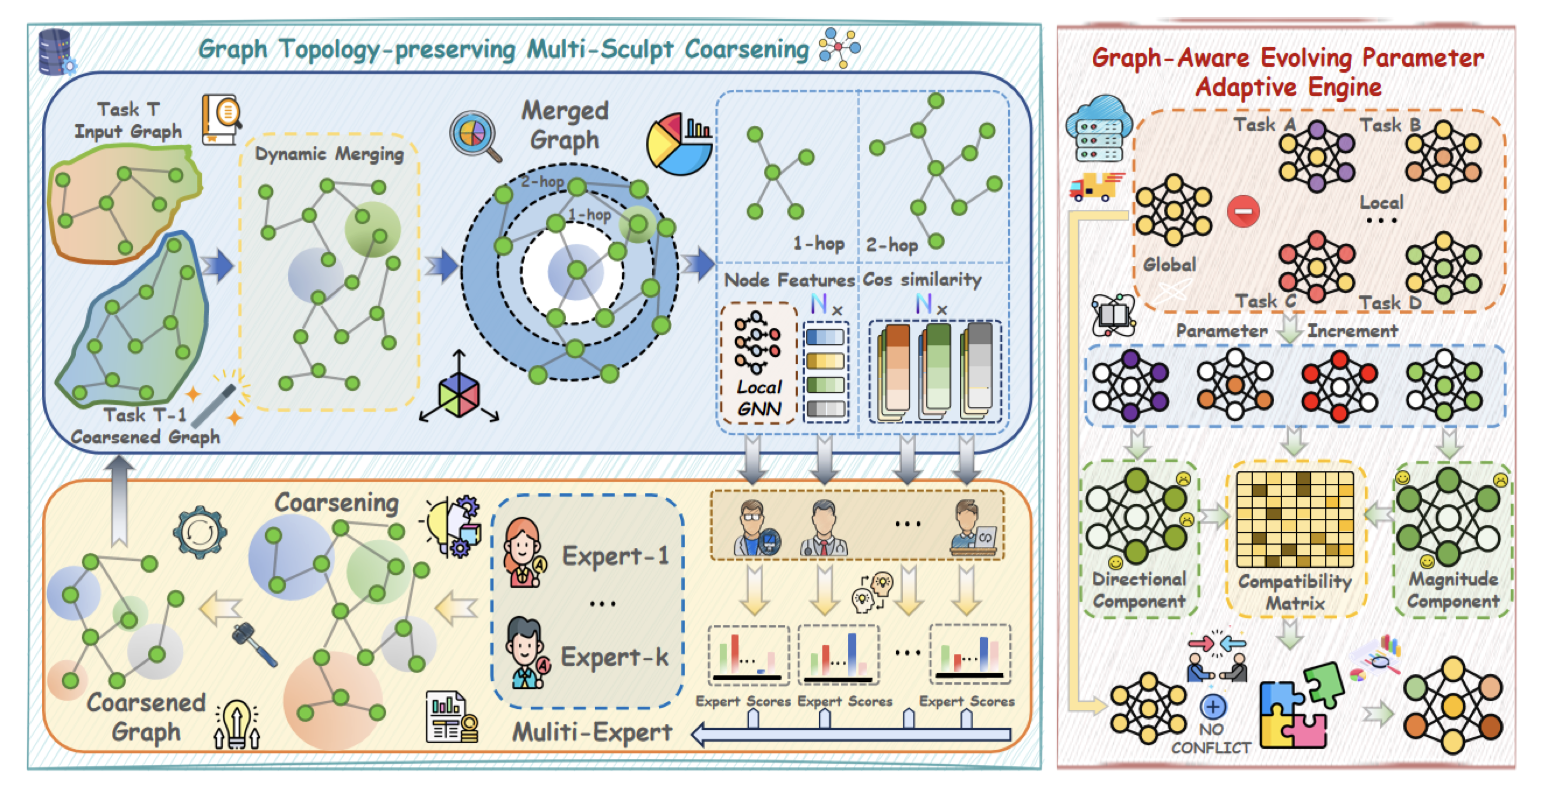 Graph Topology-preserving Multi-Sculpt Coarsening
Task T
Input Graph
Dynamic Merging
Task T-1
Coarsened Graph
Merged
Graph
2-hop
1-hop
1-hop
2-hop
Node Features
Cos similarity
N x
N x
Local
GNN
Coarsening
Coarsened
Graph
Expert-1
...
Expert-k
Muliti-Expert
...
...
...
...
...
Expert Scores
Expert Scores
Expert Scores
Graph-Aware Evolving Parameter
Adaptive Engine
Task A
Task B
Local
...
Global
Task C
Task D
Parameter
Increment
Directional
Component
Compatibility
Matrix
Magnitude
Component
NO
CONFLICT